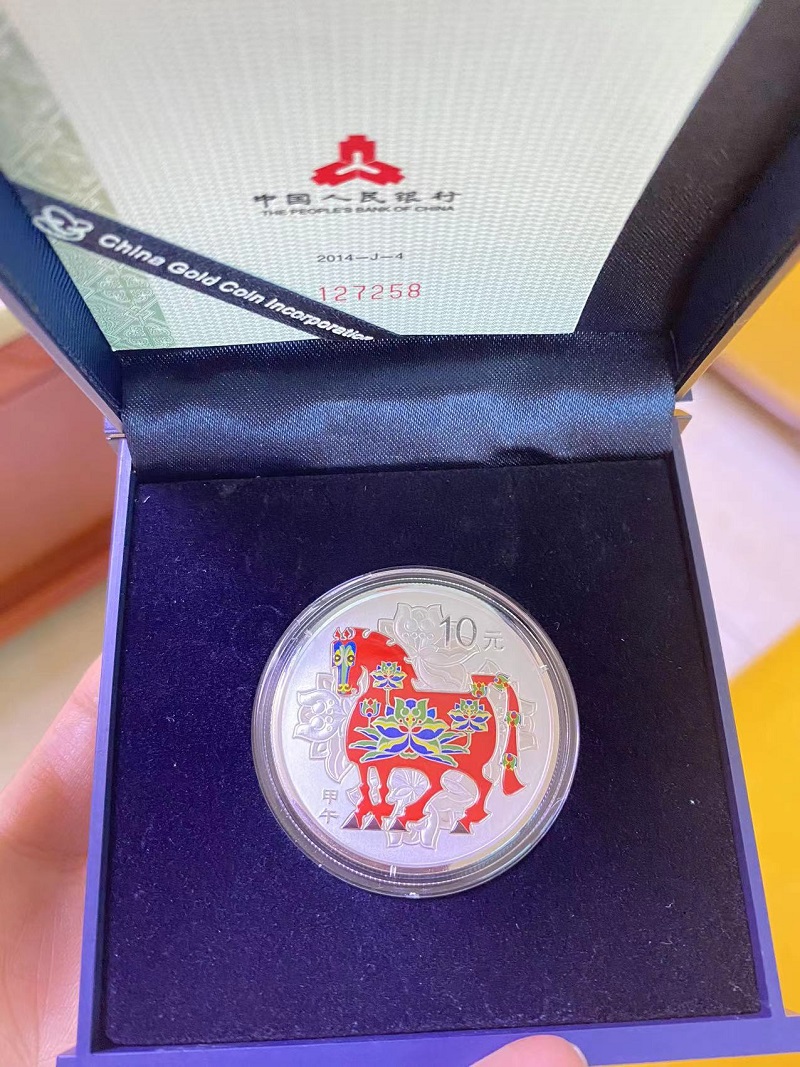 中国人民银行
THE PEOPLE'S BANK OF CHINA
2014—J—4
127258
China Gold Coin Incorporation
10元
甲午